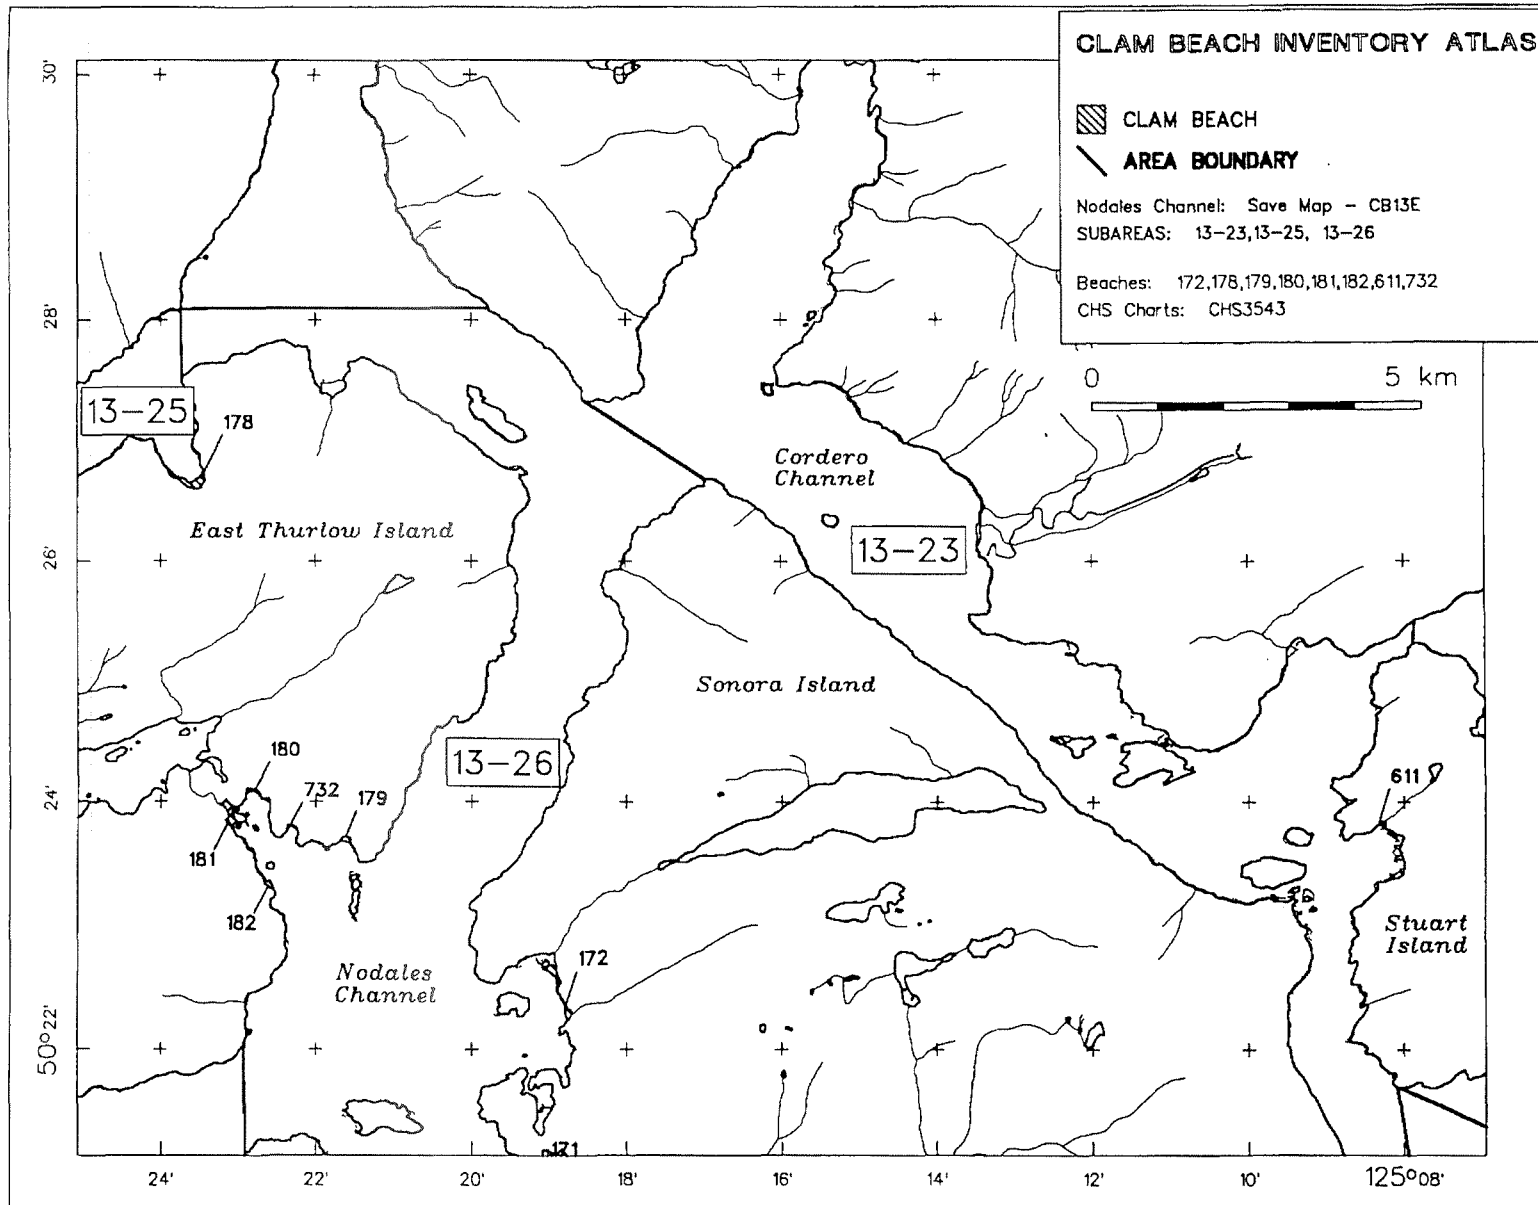 CLAM BEACH INVENTORY ATLAS
CLAM BEACH
AREA BOUNDARY
Nodales Channel: Save Map - CB13E
SUBAREAS: 13-23,13-25, 13-26
Beaches: 172,178,179,180,181,182,611,732
CHS Charts: CHS3543
0 5 km
30'
28'
26'
24'
50°22'
13-25
178
Cordero
Channel
East Thurlow Island
13-23
Sonora Island
13-26
180
732
179
181
182
611
Stuart
Island
172
Nodales
Channel
171
24' 22' 20' 18' 16' 14' 12' 10' 125°08'